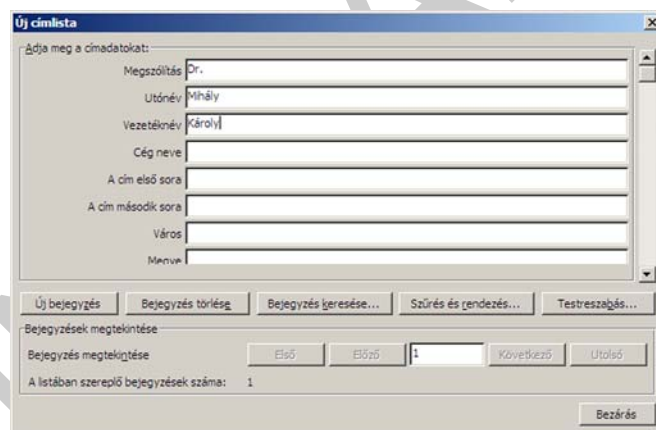 Új címlista
Adja meg a címadatokat:
Megszólítás Dr.
Utónév Mihály
Vezetéknév Károly
Cég neve
A cím első sora
A cím második sora
Város
Megye
Új bejegyzés Bejegyzés törlése Bejegyzés keresése... Szűrés és rendezés... Testreszabás...
Bejegyzések megtekintése
Bejegyzés megtekintése Első Előző 1 Következő Utolsó
A listában szereplő bejegyzések száma: 1
Bezárás